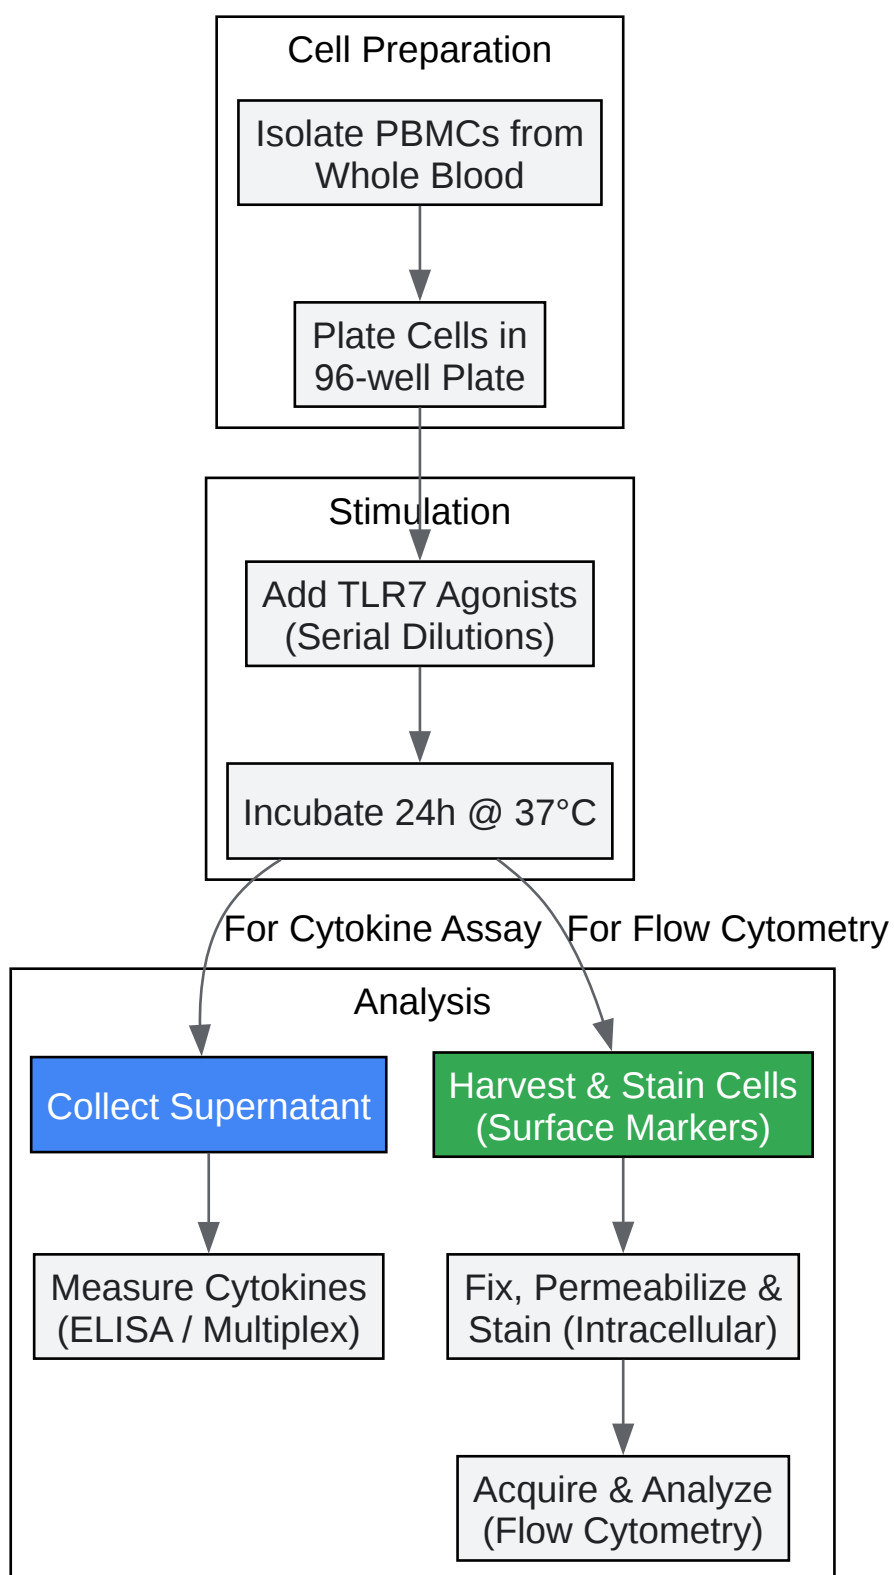 Cell Preparation
Isolate PBMCs from
Whole Blood
Plate Cells in
96-well Plate
Stimulation
Add TLR7 Agonists
(Serial Dilutions)
Incubate 24h @ 37°C
For Cytokine Assay
For Flow Cytometry
Analysis
Collect Supernatant
Harvest & Stain Cells
(Surface Markers)
Measure Cytokines
(ELISA / Multiplex)
Fix, Permeabilize &
Stain (Intracellular)
Acquire & Analyze
(Flow Cytometry)